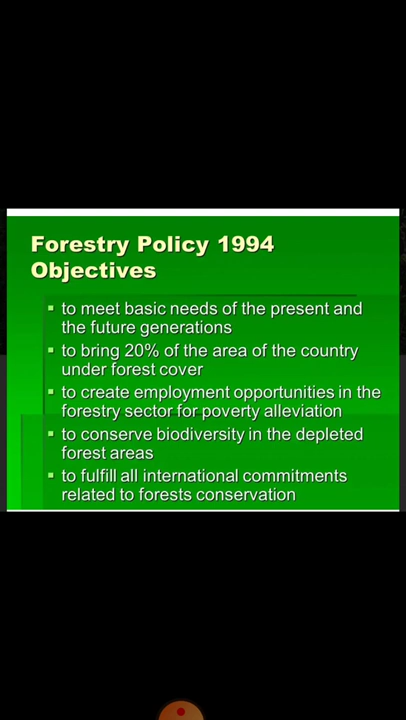 Forestry Policy 1994
Objectives
▪ to meet basic needs of the present and
the future generations
▪ to bring 20% of the area of the country
under forest cover
▪ to create employment opportunities in the
forestry sector for poverty alleviation
▪ to conserve biodiversity in the depleted
forest areas
▪ to fulfill all international commitments
related to forests conservation